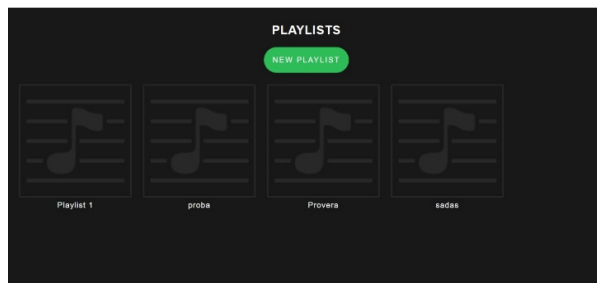 PLAYLISTS
NEW PLAYLIST
Playlist 1
proba
Provera
sadas